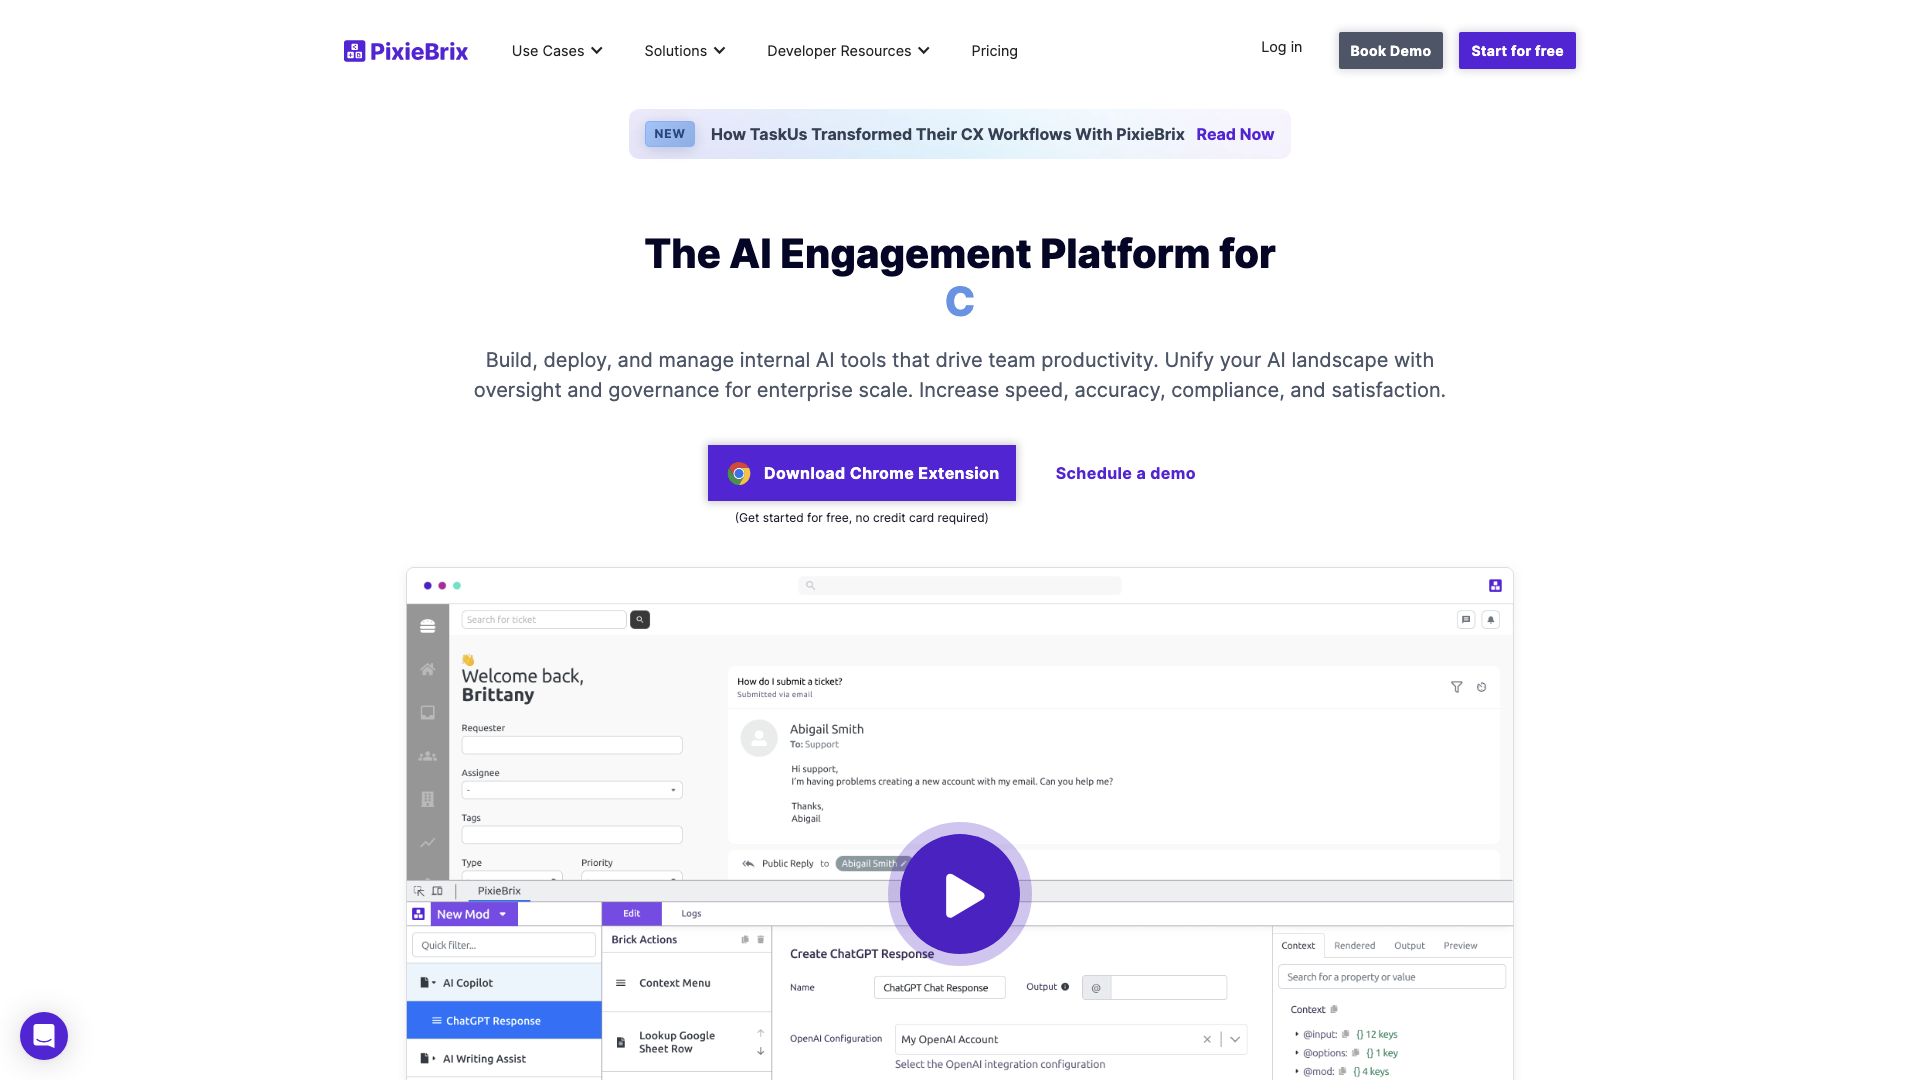 PixieBrix
Use Cases
Solutions
Developer Resources
Pricing
Log in
Book Demo
Start for free
NEW
How TaskUs Transformed Their CX Workflows With PixieBrix Read Now
The AI Engagement Platform for
C
Build, deploy, and manage internal AI tools that drive team productivity. Unify your AI landscape with
oversight and governance for enterprise scale. Increase speed, accuracy, compliance, and satisfaction.
Download Chrome Extension
Schedule a demo
(Get started for free, no credit card required)
Search for ticket
Welcome back,
Brittany
Requester
Assignee
-
Tags
Type
Priority
How do I submit a ticket?
Submitted via email
Abigail Smith
To: Support
Hi support,
I'm having problems creating a new account with my email. Can you help me?
Thanks,
Abigail
Public Reply to Abigail Smith
PixieBrix
New Mod
Edit
Logs
Quick filter...
AI Copilot
ChatGPT Response
AI Writing Assist
Brick Actions
Context Menu
Lookup Google
Sheet Row
Create ChatGPT Response
Name
ChatGPT Chat Response
Output
@
OpenAI Configuration
My OpenAI Account
Select the OpenAI integration configuration
Context
Rendered
Output
Preview
Search for a property or value
Context
@input: {} 12 keys
@options: {} 1 key
@mod: {} 4 keys